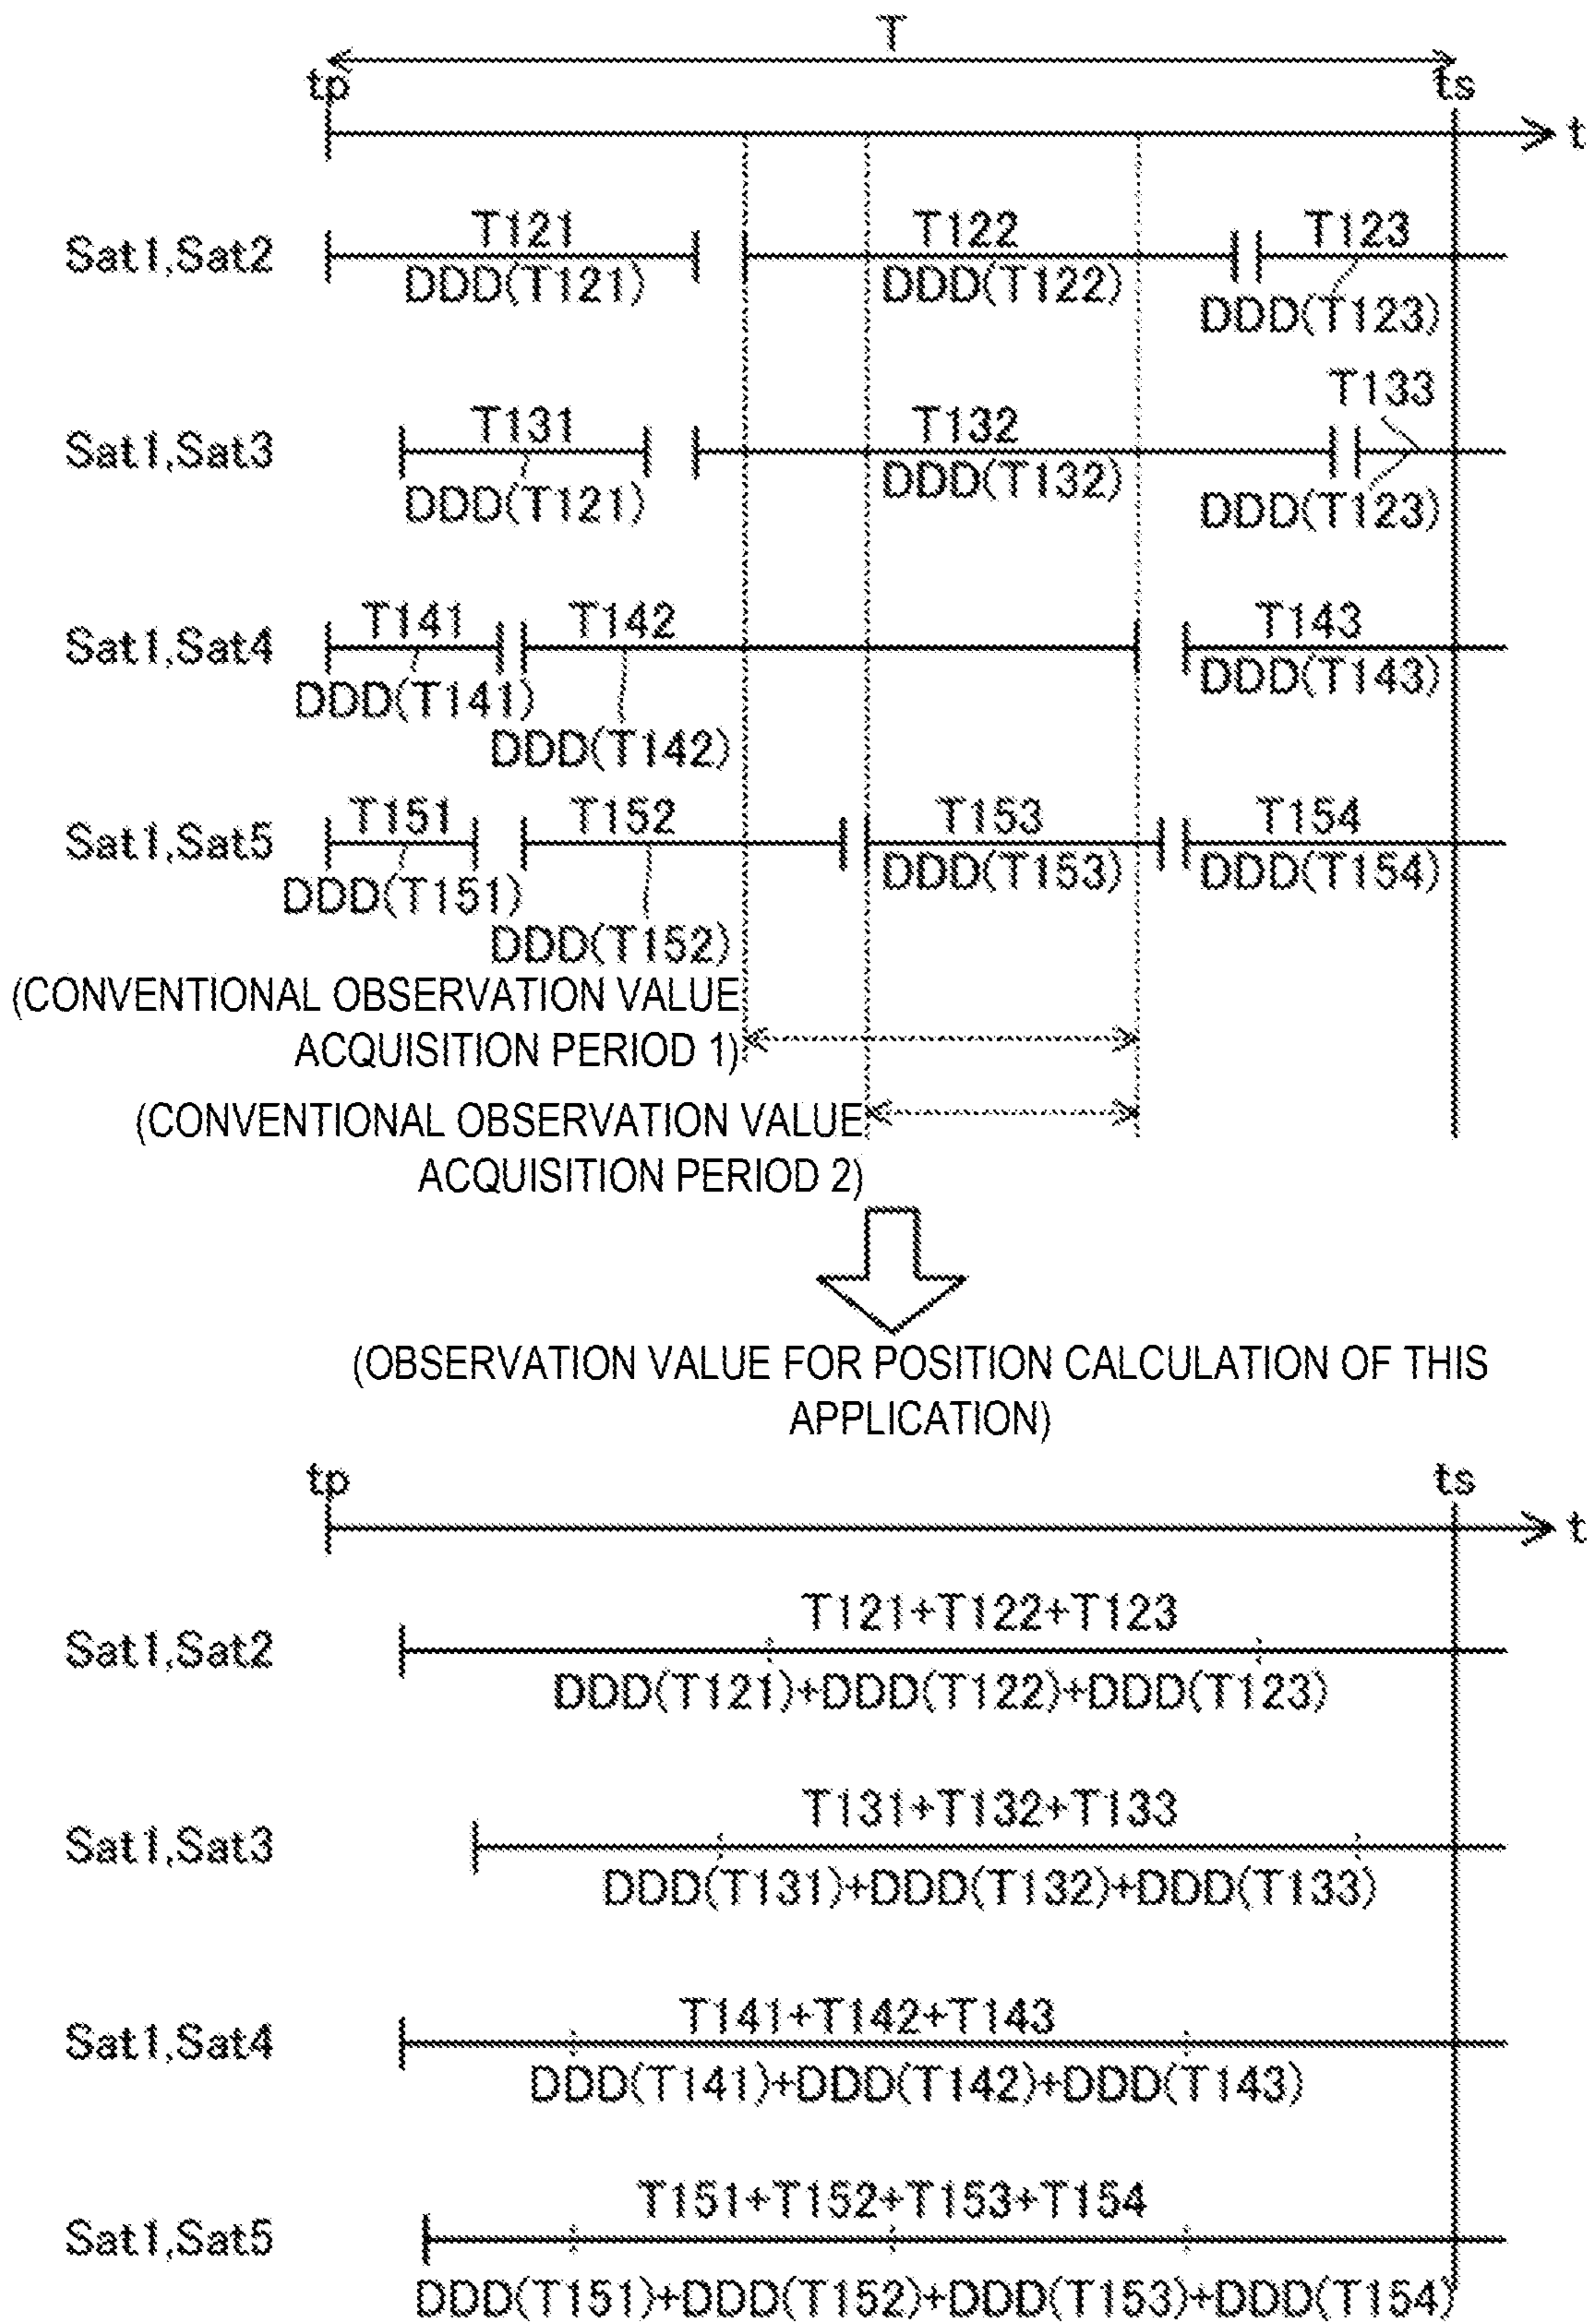 T
tp ts
t
T121 T122 T123
Sat1,Sat2
DDD(T121) DDD(T122) DDD(T123)
T133
T131 T132
Sat1,Sat3
DDD(T121) DDD(T132) DDD(T123)
T141 T142 T143
Sat1,Sat4
DDD(T141) DDD(T143)
DDD(T142)
T151 T152 T153 T154
Sat1,Sat5
DDD(T151) DDD(T153) DDD(T154)
DDD(T152)
(CONVENTIONAL OBSERVATION VALUE
ACQUISITION PERIOD 1)
(CONVENTIONAL OBSERVATION VALUE
ACQUISITION PERIOD 2)
(OBSERVATION VALUE FOR POSITION CALCULATION OF THIS
APPLICATION)
tp ts
t
T121+T122+T123
Sat1,Sat2
DDD(T121)+DDD(T122)+DDD(T123)
T131+T132+T133
Sat1,Sat3
DDD(T131)+DDD(T132)+DDD(T133)
T141+T142+T143
Sat1,Sat4
DDD(T141)+DDD(T142)+DDD(T143)
T151+T152+T153+T154
Sat1,Sat5
DDD(T151)+DDD(T152)+DDD(T153)+DDD(T154)